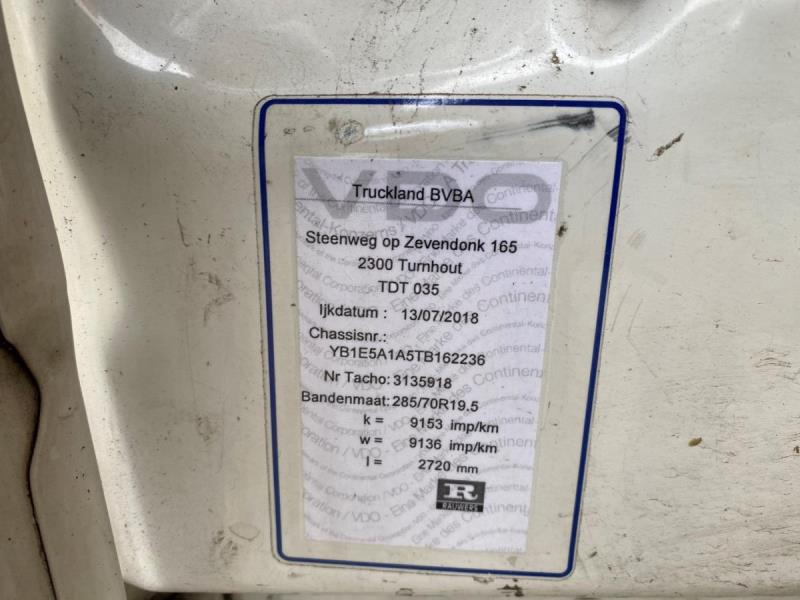 VDO
Truckland BVBA
Steenweg op Zevendonk 165
2300 Turnhout
TDT 035
Ijkdatum : 13/07/2018
Chassisnr.:
YB1E5A1A5TB162236
Nr Tacho: 3135918
Bandenmaat: 285/70R19.5
k = 9153 imp/km
w = 9136 imp/km
l = 2720 mm
R
RAUWERS